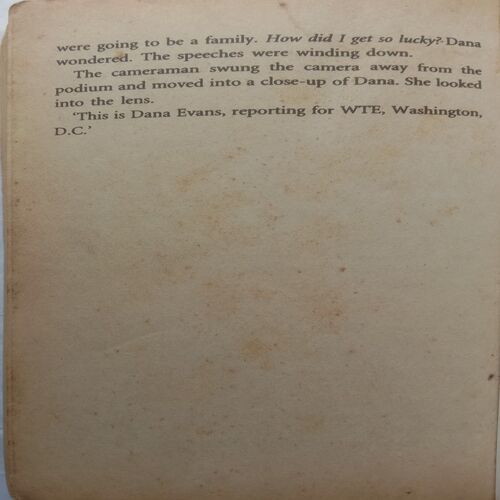 were going to be a family. How did I get so lucky? Dana
wondered. The speeches were winding down.
The cameraman swung the camera away from the
podium and moved into a close-up of Dana. She looked
into the lens.
'This is Dana Evans, reporting for WTE, Washington,
D.C.'